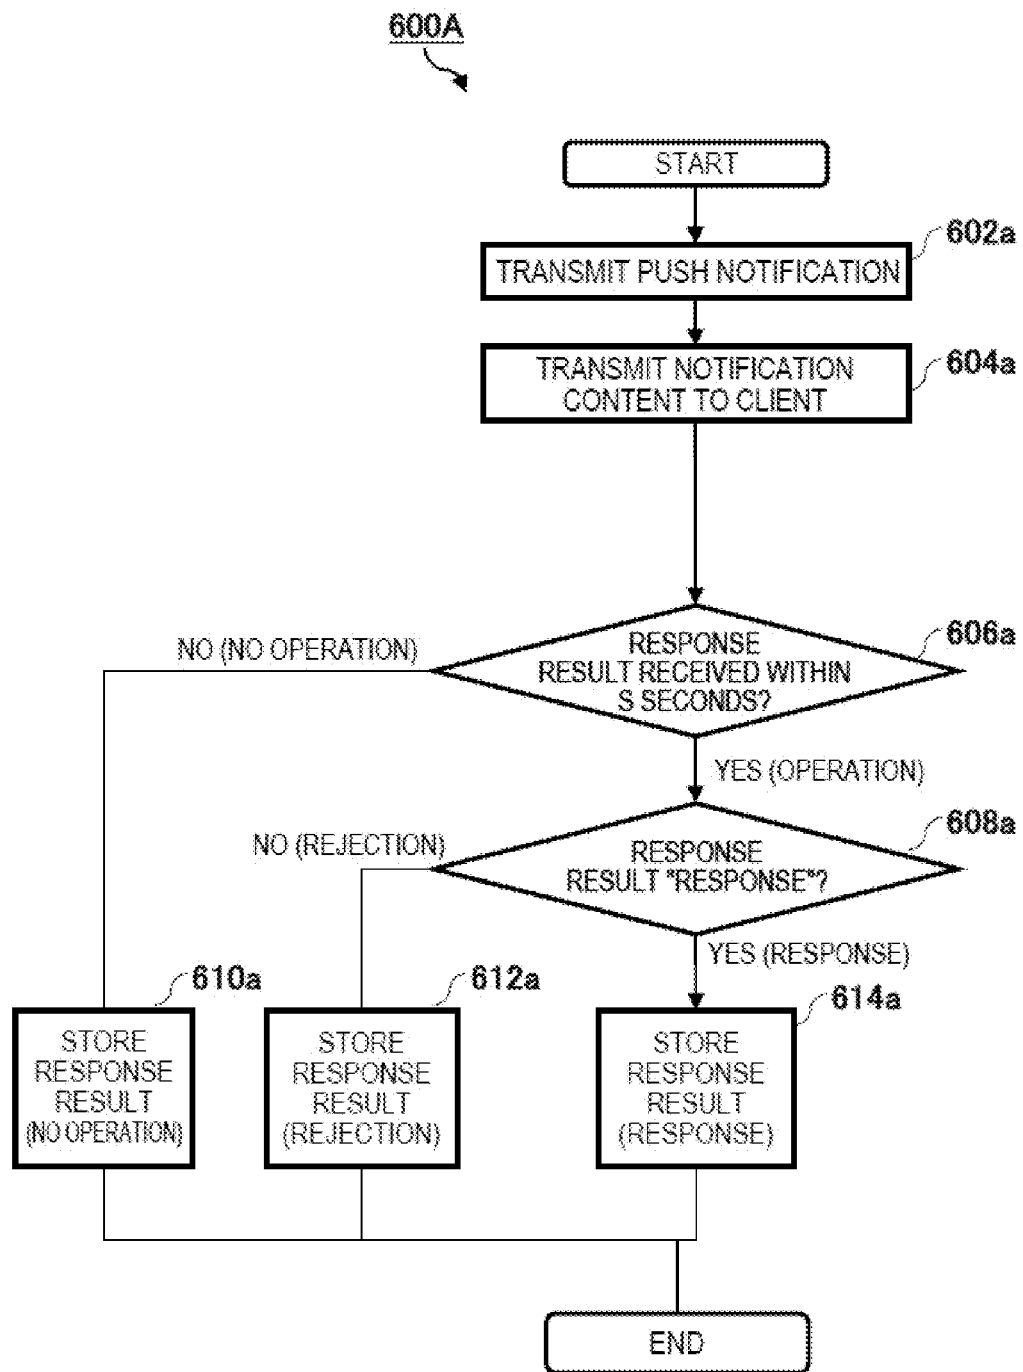 600A
START
602a
TRANSMIT PUSH NOTIFICATION
604a
TRANSMIT NOTIFICATION
CONTENT TO CLIENT
606a
RESPONSE
RESULT RECEIVED WITHIN
S SECONDS?
NO (NO OPERATION)
YES (OPERATION)
608a
RESPONSE
RESULT "RESPONSE"?
NO (REJECTION)
YES (RESPONSE)
610a
STORE
RESPONSE
RESULT
(NO OPERATION)
612a
STORE
RESPONSE
RESULT
(REJECTION)
614a
STORE
RESPONSE
RESULT
(RESPONSE)
END